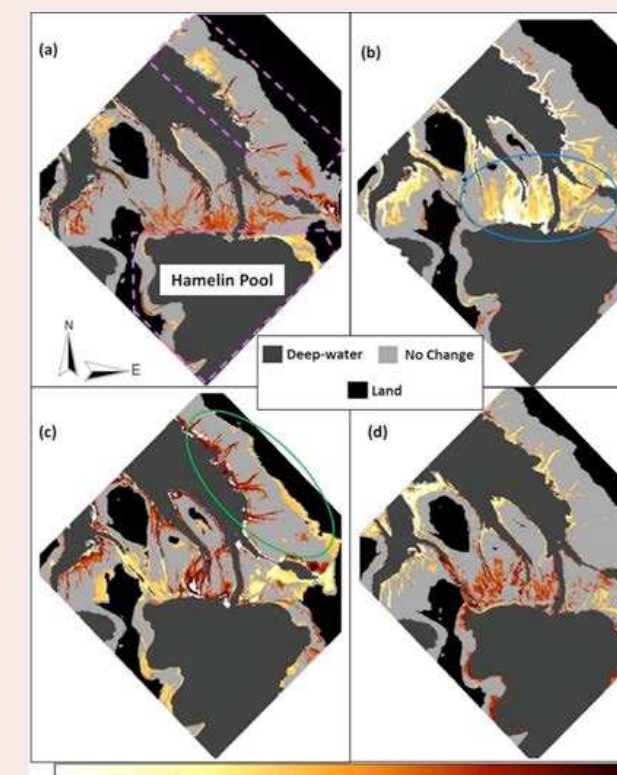 (a)
(b)
Hamelin Pool
N
E
Deep-water
No Change
Land
(c)
(d)